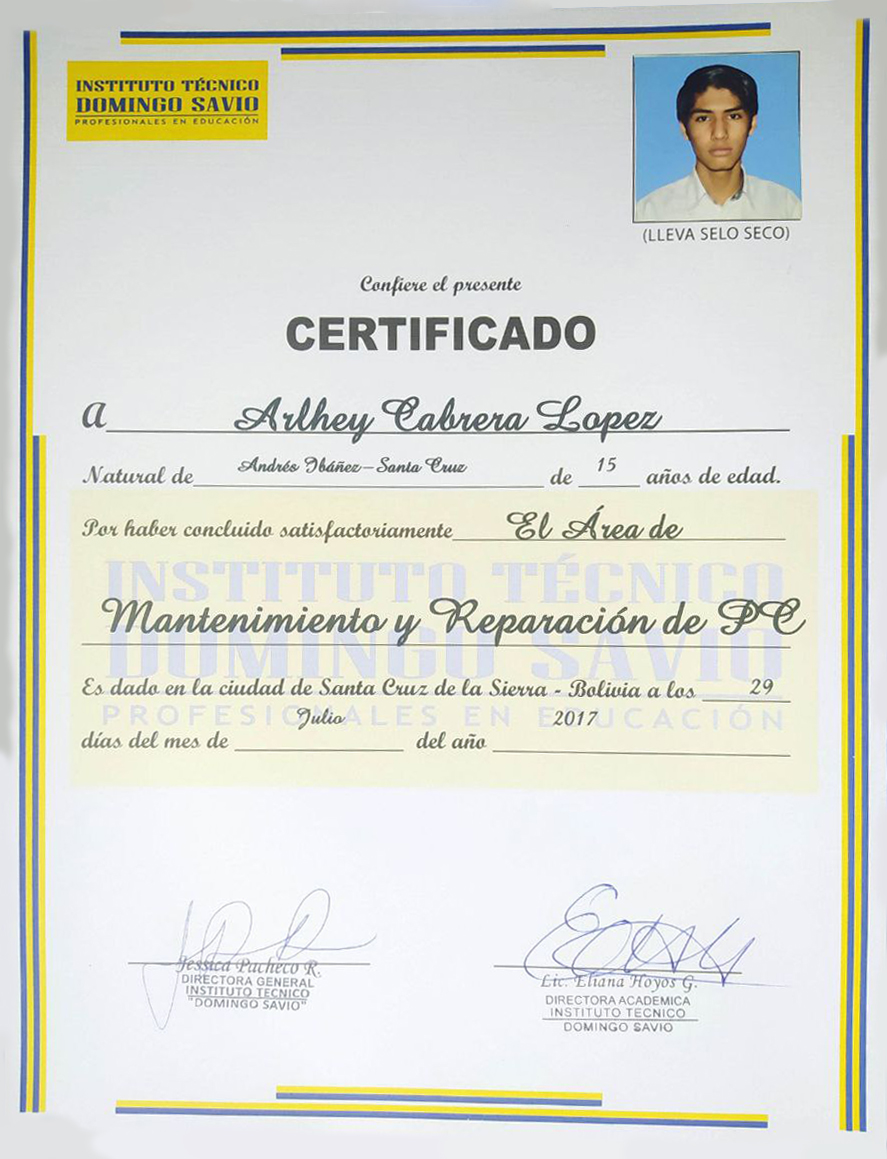 INSTITUTO TÉCNICO
DOMINGO SAVIO
PROFESIONALES EN EDUCACIÓN
(LLEVA SELO SECO)
Confiere el presente
CERTIFICADO
A Arlhey Cabrera Lopez
Natural de Andrés Ibáñez-Santa Cruz de 15 años de edad.
Por haber concluido satisfactoriamente El Área de
INSTITUTO TÉCNICO
Mantenimiento y Reparación de PC
DOMINGO SAVIO
Es dado en la ciudad de Santa Cruz de la Sierra - Bolivia a los 29
PROFESIONALES EN EDUCACIÓN
días del mes de Julio del año 2017
Jessica Pacheco R.
DIRECTORA GENERAL
INSTITUTO TECNICO
"DOMINGO SAVIO"
Lic. Eliana Hoyos G.
DIRECTORA ACADEMICA
INSTITUTO TECNICO
DOMINGO SAVIO